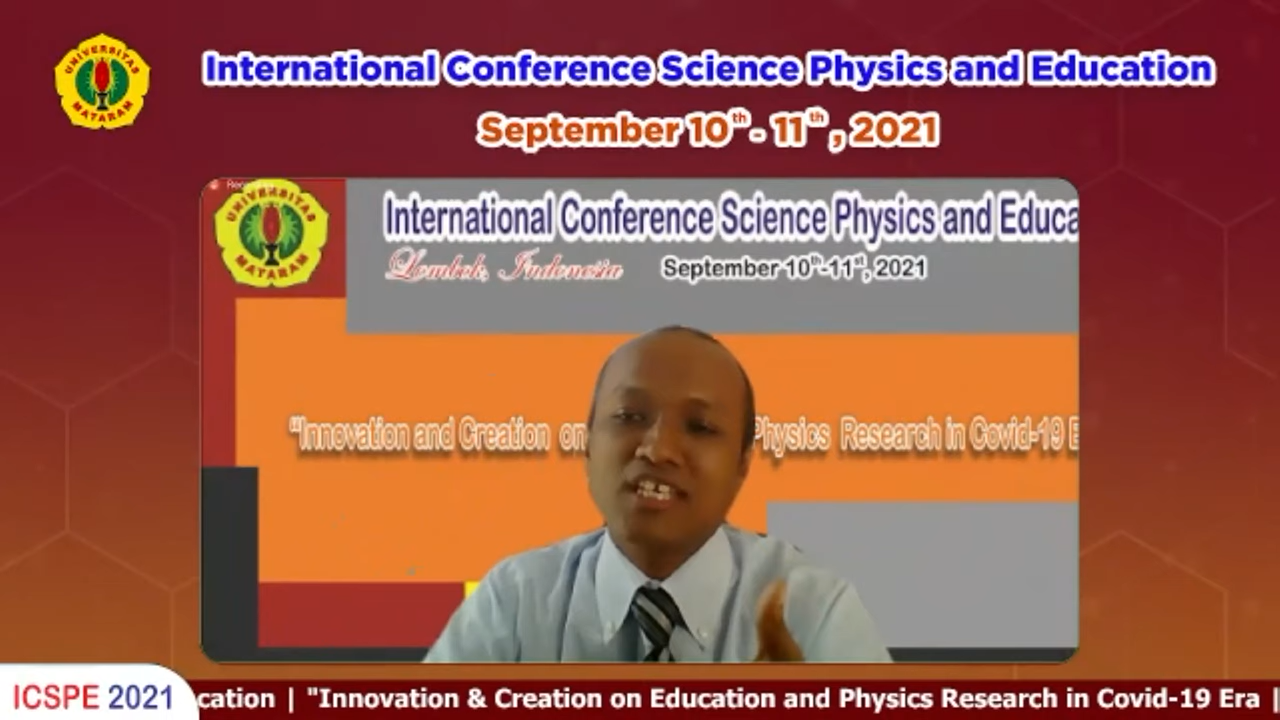 UNIVERSITAS
MATARAM
International Conference Science Physics and Education
September 10th - 11th, 2021
UNIVERSITAS
MATARAM
International Conference Science Physics and Educa
Lombok, Indonesia September 10th-11st, 2021
"Innovation and Creation on Physics Research in Covid-19 E
ICSPE 2021
cation | "Innovation & Creation on Education and Physics Research in Covid-19 Era |